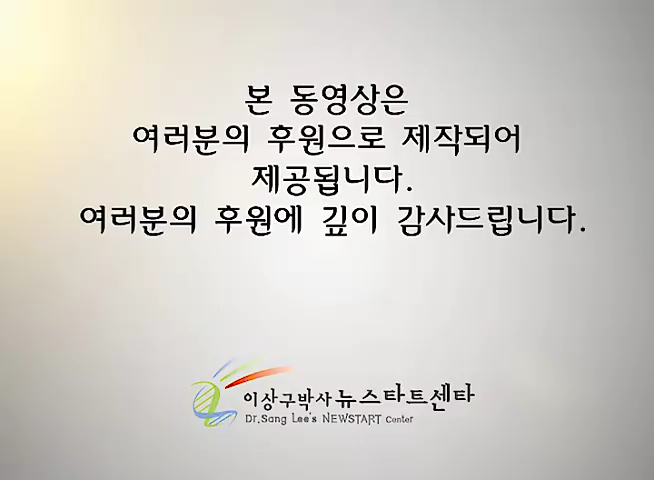 본 동영상은
여러분의 후원으로 제작되어
제공됩니다.
여러분의 후원에 깊이 감사드립니다.
이상구박사 뉴스타트센타
Dr.Sang Lee's NEWSTART Center